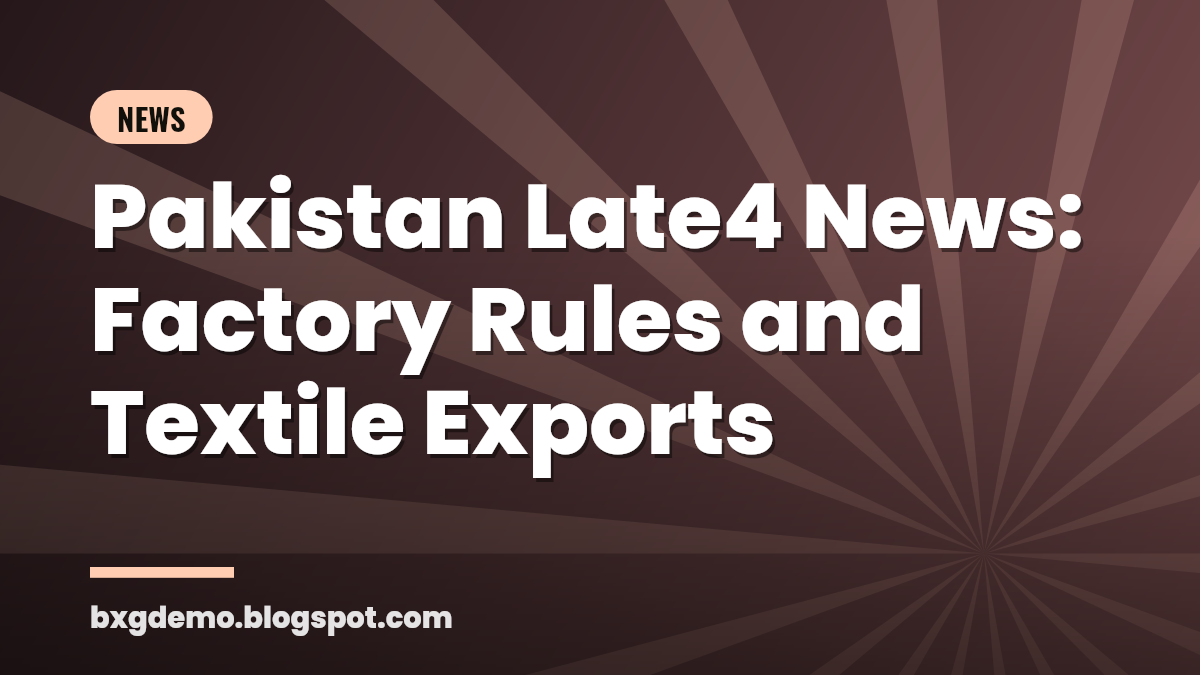 NEWS
Pakistan Late4 News:
Factory Rules and
Textile Exports
bxgdemo.blogspot.com